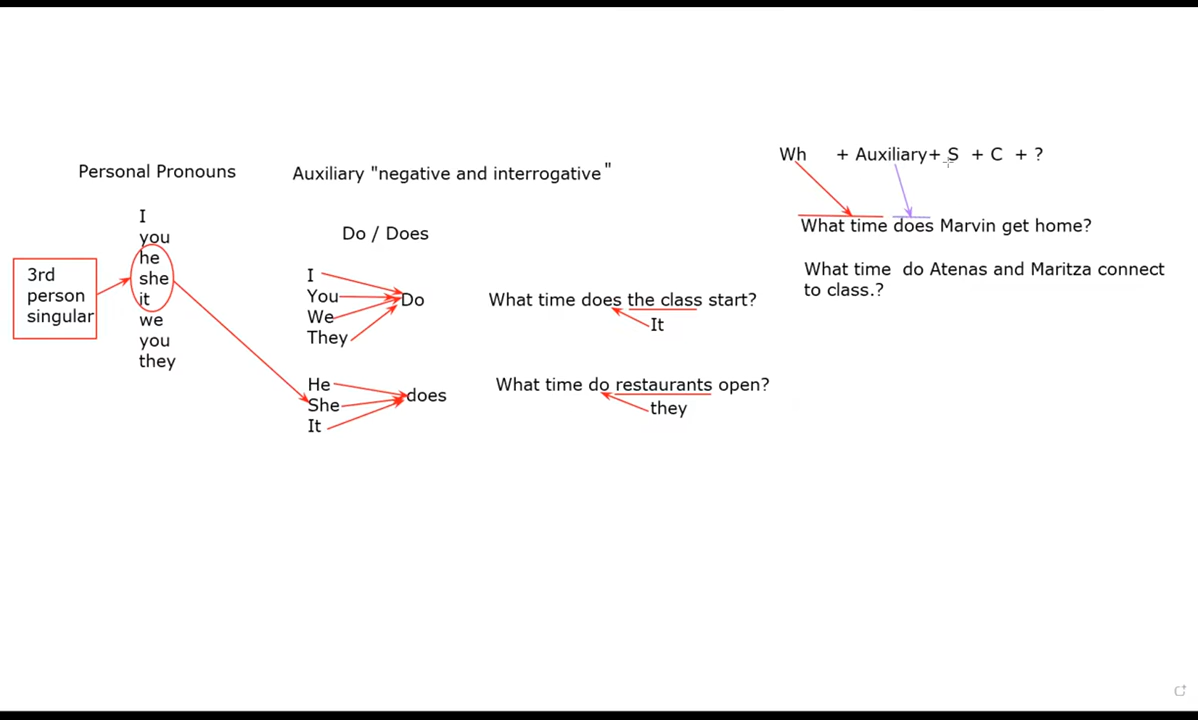 Personal Pronouns
I
you
he
she
it
we
you
they
3rd
person
singular
Auxiliary "negative and interrogative"
Do / Does
I
You
We
They
Do
He
She
It
does
What time does the class start?
It
What time do restaurants open?
they
Wh + Auxiliary+ S + C + ?
What time does Marvin get home?
What time do Atenas and Maritza connect
to class.?